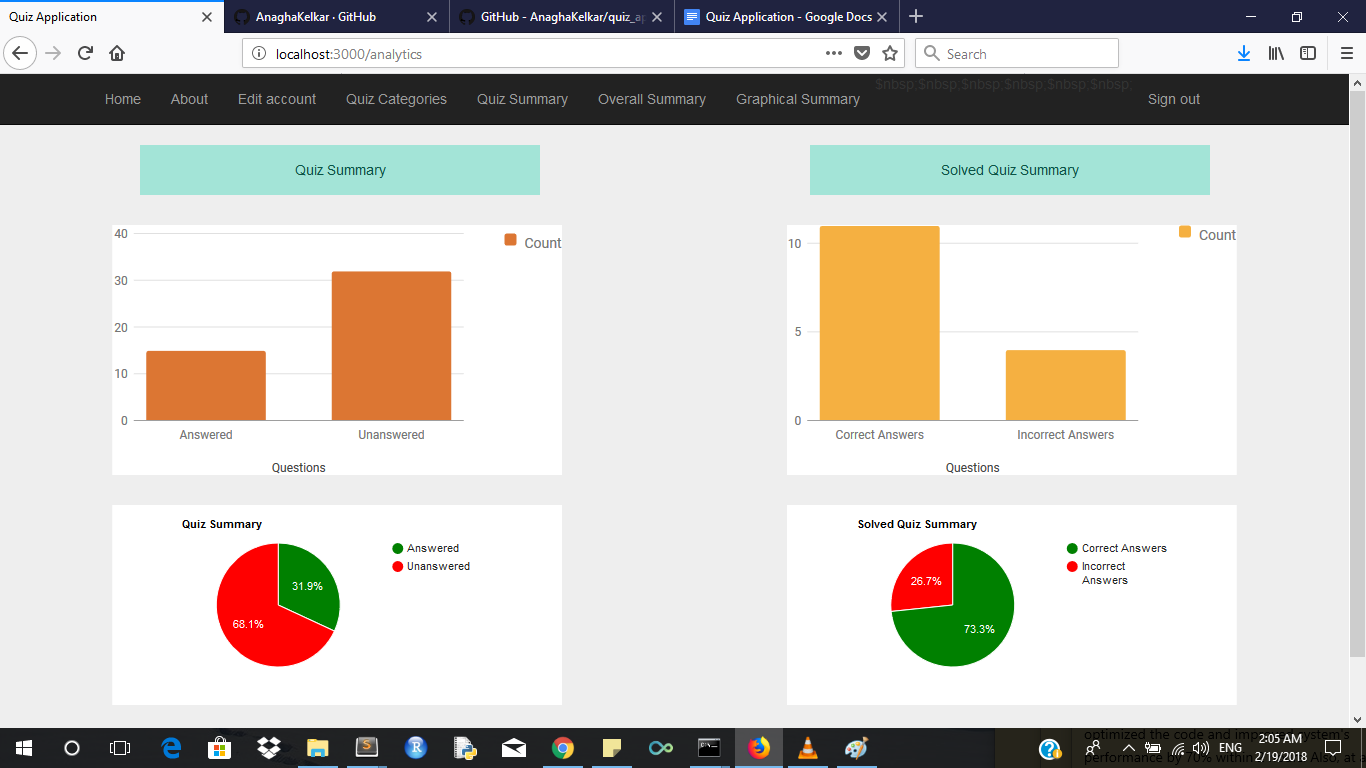 Quiz Application
AnaghaKelkar · GitHub
GitHub - AnaghaKelkar/quiz_ap
Quiz Application - Google Docs
localhost:3000/analytics
Search
Home
About
Edit account
Quiz Categories
Quiz Summary
Overall Summary
Graphical Summary
$nbsp;$nbsp;$nbsp;$nbsp;$nbsp;$nbsp;
Sign out
Quiz Summary
Solved Quiz Summary
40
30
20
10
0
Answered
Unanswered
Questions
Count
10
5
0
Correct Answers
Incorrect Answers
Questions
Count
Quiz Summary
31.9%
68.1%
Answered
Unanswered
Solved Quiz Summary
26.7%
73.3%
Correct Answers
Incorrect
Answers
ENG
2:05 AM
2/19/2018
optimized the code and system's
performance by 70% within Also, at